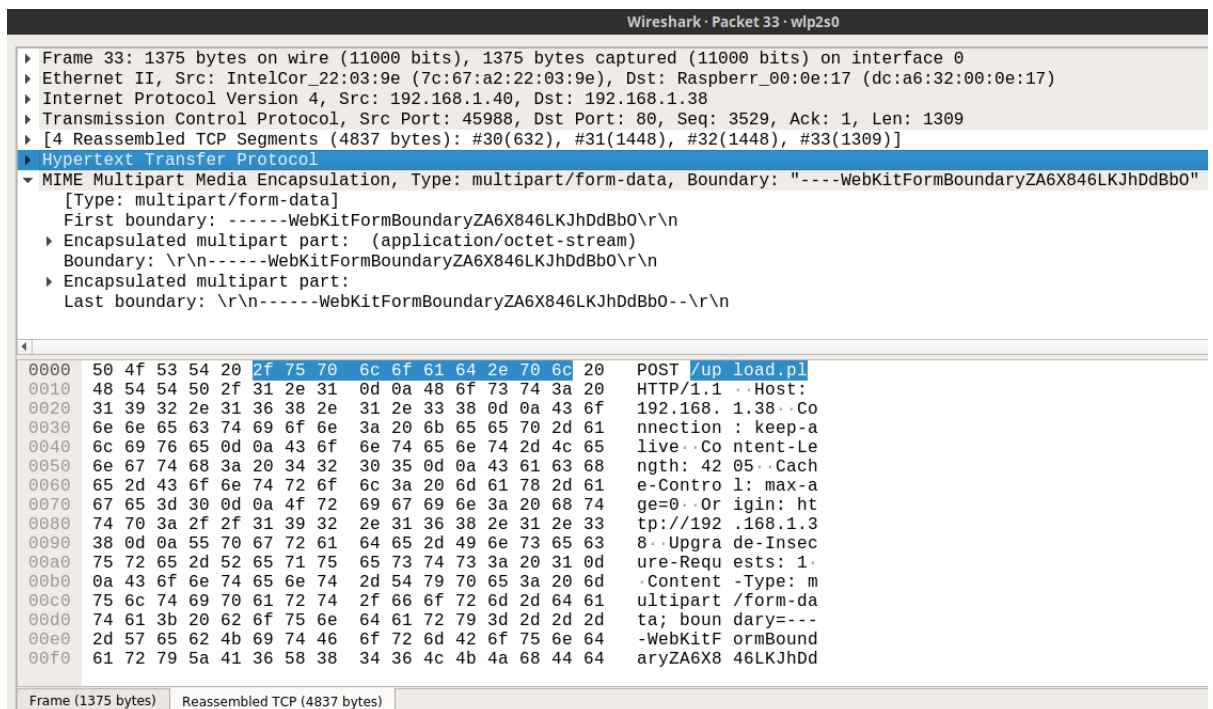 Wireshark · Packet 33 · wlp2s0
Frame 33: 1375 bytes on wire (11000 bits), 1375 bytes captured (11000 bits) on interface 0
Ethernet II, Src: IntelCor_22:03:9e (7c:67:a2:22:03:9e), Dst: Raspberr_00:0e:17 (dc:a6:32:00:0e:17)
Internet Protocol Version 4, Src: 192.168.1.40, Dst: 192.168.1.38
Transmission Control Protocol, Src Port: 45988, Dst Port: 80, Seq: 3529, Ack: 1, Len: 1309
[4 Reassembled TCP Segments (4837 bytes): #30(632), #31(1448), #32(1448), #33(1309)]
Hypertext Transfer Protocol
MIME Multipart Media Encapsulation, Type: multipart/form-data, Boundary: "----WebKitFormBoundaryZA6X846LKJhDdBbO"
[Type: multipart/form-data]
First boundary: ------WebKitFormBoundaryZA6X846LKJhDdBbO\r\n
Encapsulated multipart part:  (application/octet-stream)
Boundary: \r\n------WebKitFormBoundaryZA6X846LKJhDdBbO\r\n
Encapsulated multipart part:
Last boundary: \r\n------WebKitFormBoundaryZA6X846LKJhDdBbO--\r\n
0000 50 4f 53 54 20 2f 75 70 6c 6f 61 64 2e 70 6c 20 POST /up load.pl
0010 48 54 54 50 2f 31 2e 31 0d 0a 48 6f 73 74 3a 20 HTTP/1.1 ··Host:
0020 31 39 32 2e 31 36 38 2e 31 2e 33 38 0d 0a 43 6f 192.168. 1.38··Co
0030 6e 6e 65 63 74 69 6f 6e 3a 20 6b 65 65 70 2d 61 nnection : keep-a
0040 6c 69 76 65 0d 0a 43 6f 6e 74 65 6e 74 2d 4c 65 live··Co ntent-Le
0050 6e 67 74 68 3a 20 34 32 30 35 0d 0a 43 61 63 68 ngth: 42 05··Cach
0060 65 2d 43 6f 6e 74 72 6f 6c 3a 20 6d 61 78 2d 61 e-Contro l: max-a
0070 67 65 3d 30 0d 0a 4f 72 69 67 69 6e 3a 20 68 74 ge=0··Or igin: ht
0080 74 70 3a 2f 2f 31 39 32 2e 31 36 38 2e 31 2e 33 tp://192 .168.1.3
0090 38 0d 0a 55 70 67 72 61 64 65 2d 49 6e 73 65 63 8··Upgra de-Insec
00a0 75 72 65 2d 52 65 71 75 65 73 74 73 3a 20 31 0d ure-Requ ests: 1·
00b0 0a 43 6f 6e 74 65 6e 74 2d 54 79 70 65 3a 20 6d ·Content -Type: m
00c0 75 6c 74 69 70 61 72 74 2f 66 6f 72 6d 2d 64 61 ultipart /form-da
00d0 74 61 3b 20 62 6f 75 6e 64 61 72 79 3d 2d 2d 2d ta; boun dary=---
00e0 2d 57 65 62 4b 69 74 46 6f 72 6d 42 6f 75 6e 64 -WebKitF ormBound
00f0 61 72 79 5a 41 36 58 38 34 36 4c 4b 4a 68 44 64 aryZA6X8 46LKJhDd
Frame (1375 bytes) Reassembled TCP (4837 bytes)